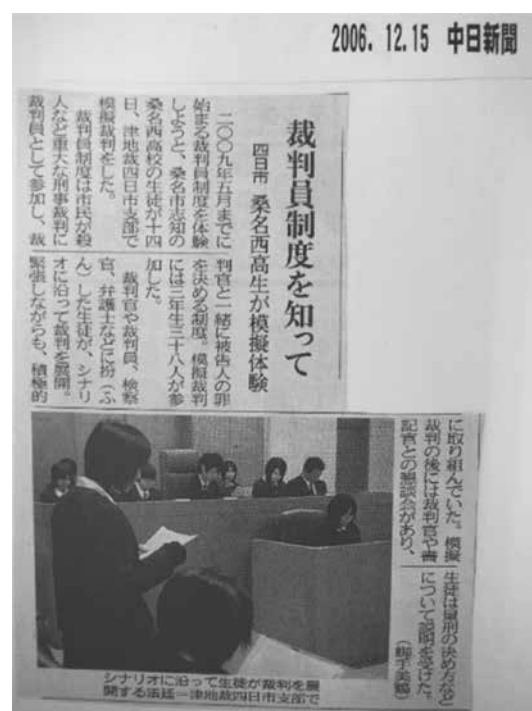 2006. 12. 15 中日新聞
裁判員制度を知って
四日市 桑名西高生が模擬体験
二〇〇九年五月までに
始まる裁判員制度を体験
しようと、桑名市志知の
桑名西高校の生徒が十四
日、津地裁四日市支部で
模擬裁判をした。
裁判員制度は市民が殺
人など重大な刑事裁判に
裁判員として参加し、裁
判官と一緒に被告人の罪
を決める制度。模擬裁判
には三年生三十八人が参
加した。
裁判官や裁判員、検察
官、弁護士などに扮（ふ
ん）した生徒が、シナリ
オに沿って裁判を展開。
緊張しながらも、積極的
に取り組んでいた。模擬
裁判の後には裁判官や書
記官との懇談会があり、
生徒は量刑の決め方など
について説明を受けた。
シナリオに沿って生徒が裁判を展
開する法廷＝津地裁四日市支部で